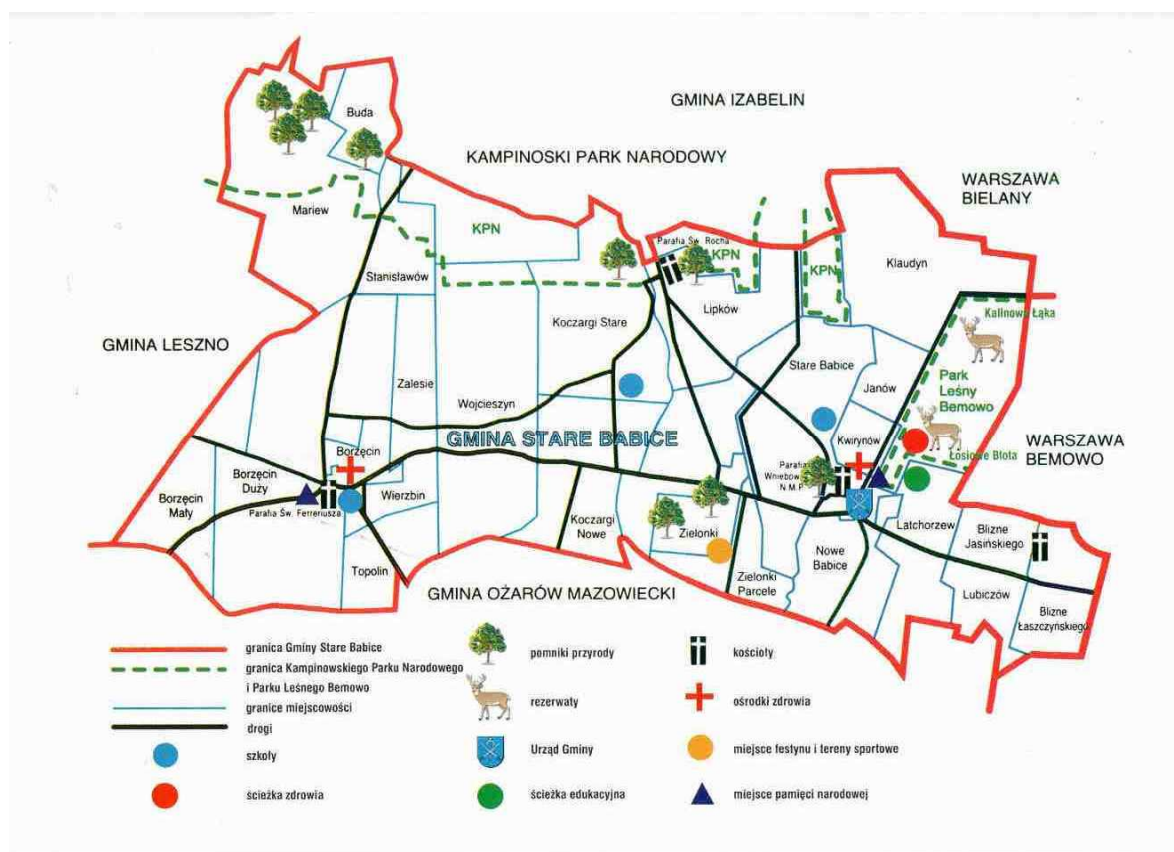 GMINA IZABELIN
Buda
KAMPINOSKI PARK NARODOWY
WARSZAWA
BIELANY
Mariew
KPN
Parafia Św. Rocha
KPN
KPN
Klaudyn
Stanisławów
Lipków
Kalinowa Łąka
Koczargi Stare
GMINA LESZNO
Stare Babice
Park
Leśny
Bemowo
Janów
Zalesie
Wojcieszyn
GMINA STARE BABICE
Kwirynów
WARSZAWA
BEMOWO
Borzęcin
Łosiowe Błota
Parafia
Wniebow
N.M.P.
Borzęcin
Duży
Wierzbin
Borzęcin
Mały
Parafia Św. Ferreriusza
Koczargi
Nowe
Zielonki
Latchorzew
Blizne
Jasińskiego
Nowe
Babice
Topolin
Zielonki
Parcele
Lubiczów
GMINA OŻARÓW MAZOWIECKI
Blizne
Łaszczyńskiego
granica Gminy Stare Babice
granica Kampinowskiego Parku Narodowego
i Parku Leśnego Bemowo
granice miejscowości
drogi
szkoły
ścieżka zdrowia
pomniki przyrody
rezerwaty
Urząd Gminy
ścieżka edukacyjna
kościoły
ośrodki zdrowia
miejsce festynu i tereny sportowe
miejsce pamięci narodowej